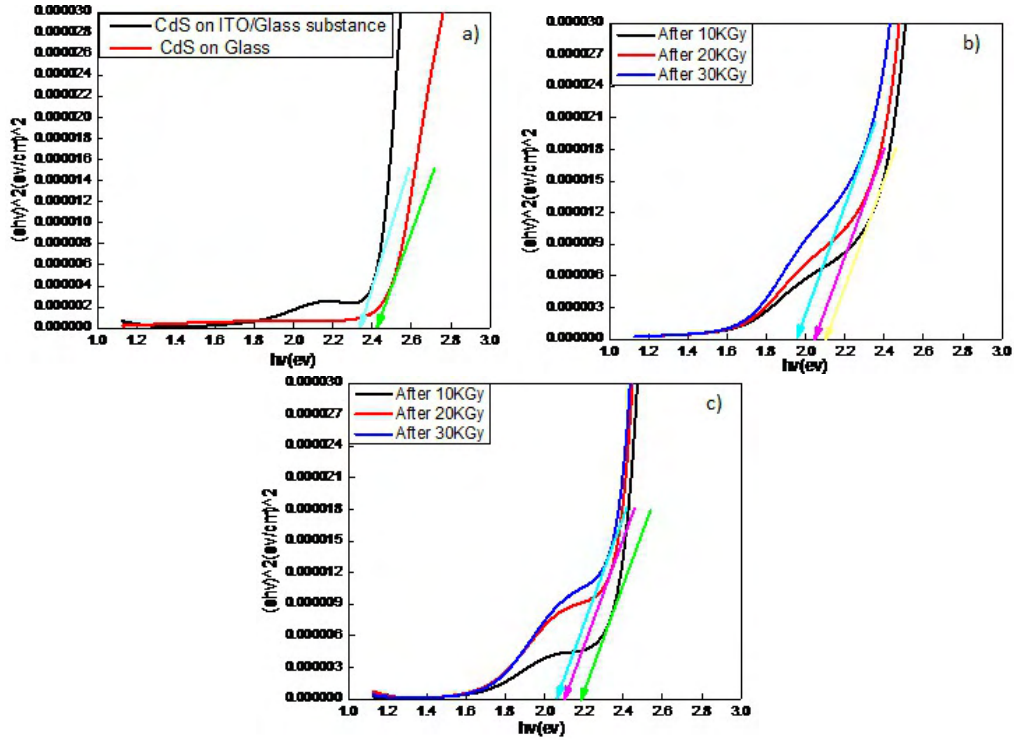 CdS on ITO/Glass substance
CdS on Glass
a)
0.000030
0.000028
0.000026
0.000024
0.000022
0.000020
0.000018
0.000016
0.000014
0.000012
0.000010
0.000008
0.000006
0.000004
0.000002
0.000000
(αhv)^2(ev/cm)^2
1.0 1.2 1.4 1.6 1.8 2.0 2.2 2.4 2.6 2.8 3.0
hv(ev)
After 10KGy
After 20KGy
After 30KGy
b)
0.000030
0.000027
0.000024
0.000021
0.000018
0.000015
0.000012
0.000009
0.000006
0.000003
0.000000
(αhv)^2(ev/cm)^2
1.0 1.2 1.4 1.6 1.8 2.0 2.2 2.4 2.6 2.8 3.0
hv(ev)
After 10KGy
After 20KGy
After 30KGy
c)
0.000030
0.000027
0.000024
0.000021
0.000018
0.000015
0.000012
0.000009
0.000006
0.000003
0.000000
(αhv)^2(ev/cm)^2
1.0 1.2 1.4 1.6 1.8 2.0 2.2 2.4 2.6 2.8 3.0
hv(ev)